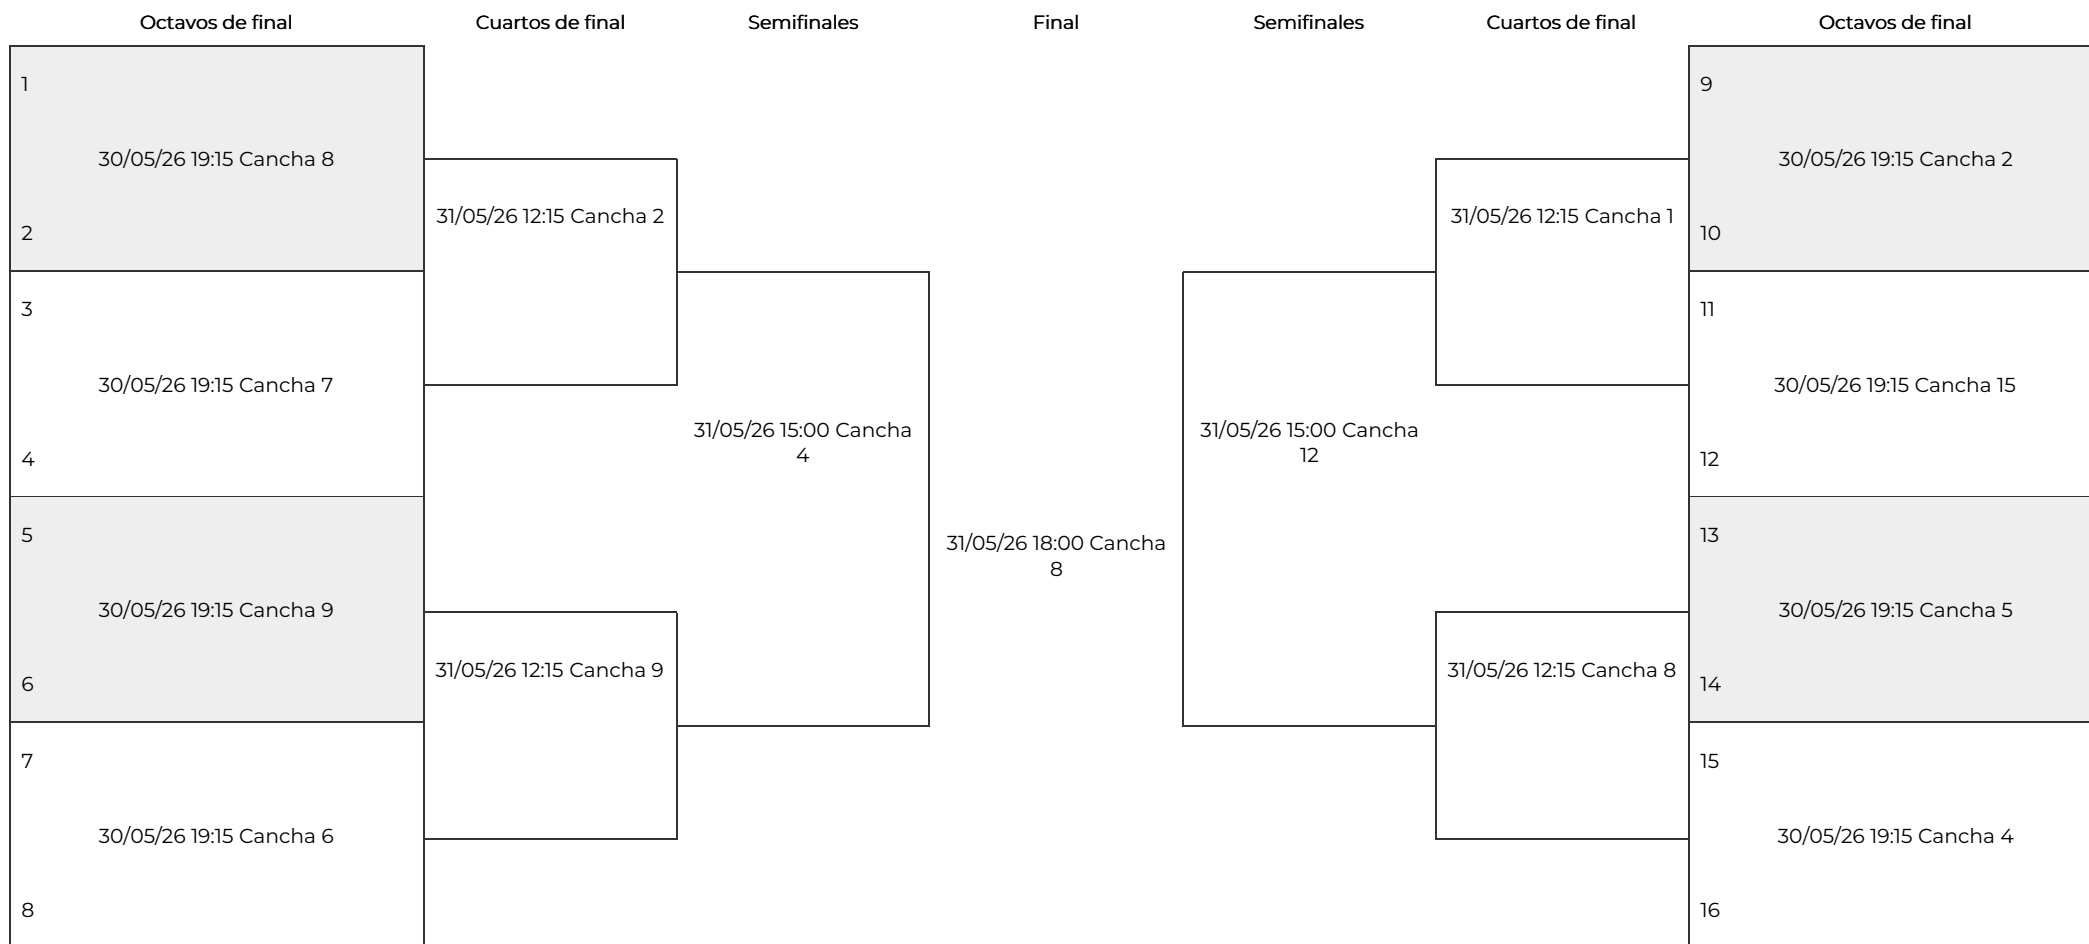 Octavos de final
Cuartos de final
Semifinales
Final
Semifinales
Cuartos de final
Octavos de final
1
30/05/26 19:15 Cancha 8
2
3
30/05/26 19:15 Cancha 7
4
5
30/05/26 19:15 Cancha 9
6
7
30/05/26 19:15 Cancha 6
8
31/05/26 12:15 Cancha 2
31/05/26 12:15 Cancha 9
31/05/26 15:00 Cancha
4
31/05/26 18:00 Cancha
8
31/05/26 15:00 Cancha
12
31/05/26 12:15 Cancha 1
31/05/26 12:15 Cancha 8
9
30/05/26 19:15 Cancha 2
10
11
30/05/26 19:15 Cancha 15
12
13
30/05/26 19:15 Cancha 5
14
15
30/05/26 19:15 Cancha 4
16